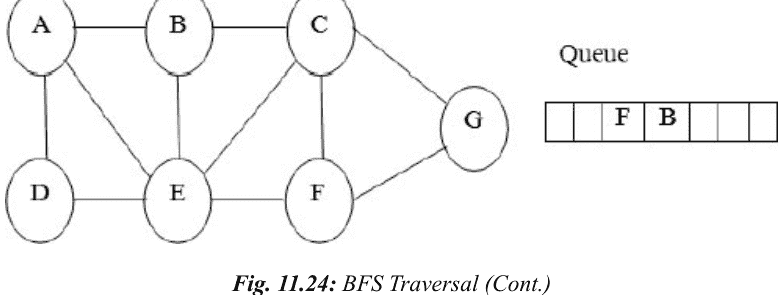 A B C
Queue
G
F B
D E F
Fig. 11.24: BFS Traversal (Cont.)